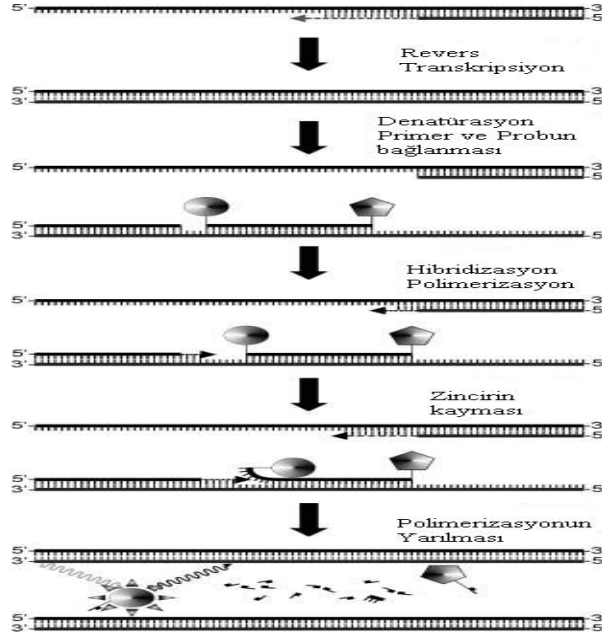 5' 3
5
Revers
Transkripsiyon
5' 3
3' 5
Denatürasyon
Primer ve Probun
bağlanması
5' 3
5
5'
3' 5
Hibridizasyon
Polimerizasyon
5' 3
5
5'
3' 5
Zincirin
kayması
5' 3
5
5'
3' 5
Polimerizasyonun
Yarılması
5' 3
3' 5
5' 3
3' 5